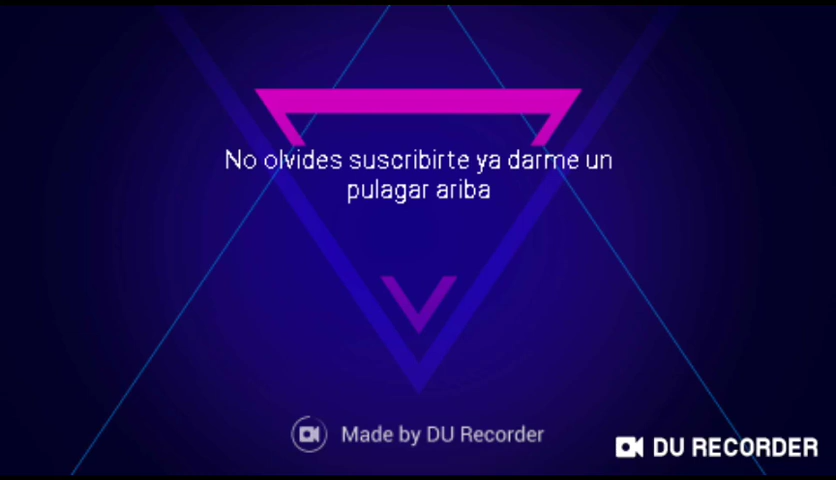 No olvides suscribirte ya darme un
pulagar ariba
Made by DU Recorder
DU RECORDER